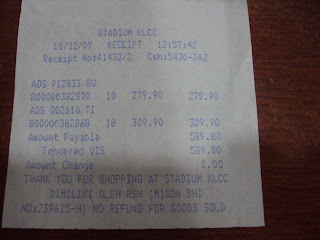 STADIUM KLCC
11/12/09 RECEIPT 12:57:42
Receipt No:41432/2 Csh:5430-JAZ
ADS 912833 SU
800000382870 1@ 279.90 279.90
ADS 902616 TI
800000382868 1@ 309.90 309.90
Amount Payable 589.80
Tendered VIS 589.80
Amount Change 0.00
THANK YOU FOR SHOPPING AT STADIUM KLCC
DIMILIKI OLEH RSH (M)SDN BHD
NO:239615-H) NO REFUND FOR GOODS SOLD